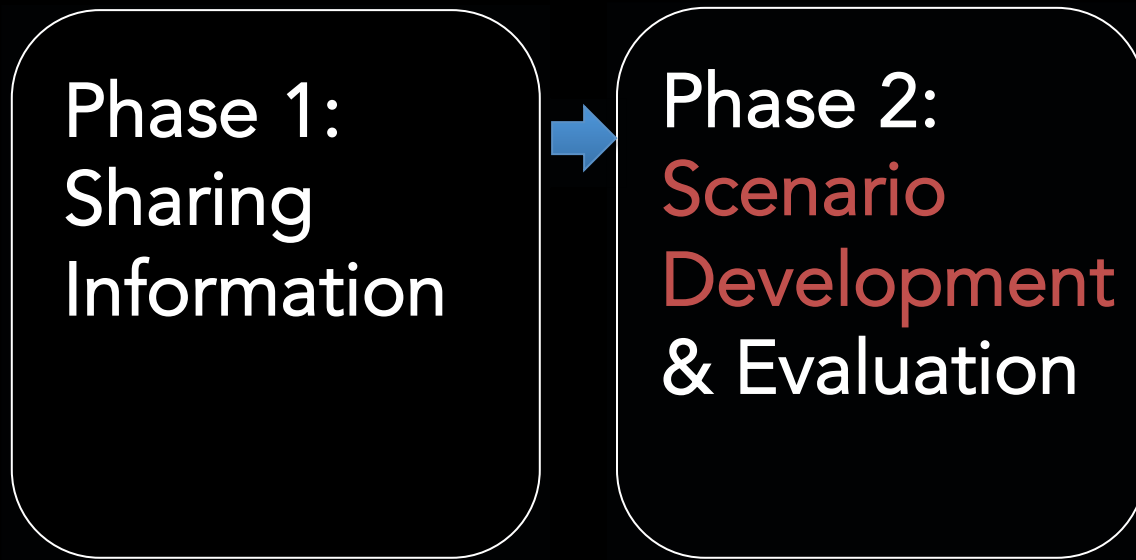 Phase 1:
Sharing
Information
Phase 2:
Scenario
Development
& Evaluation